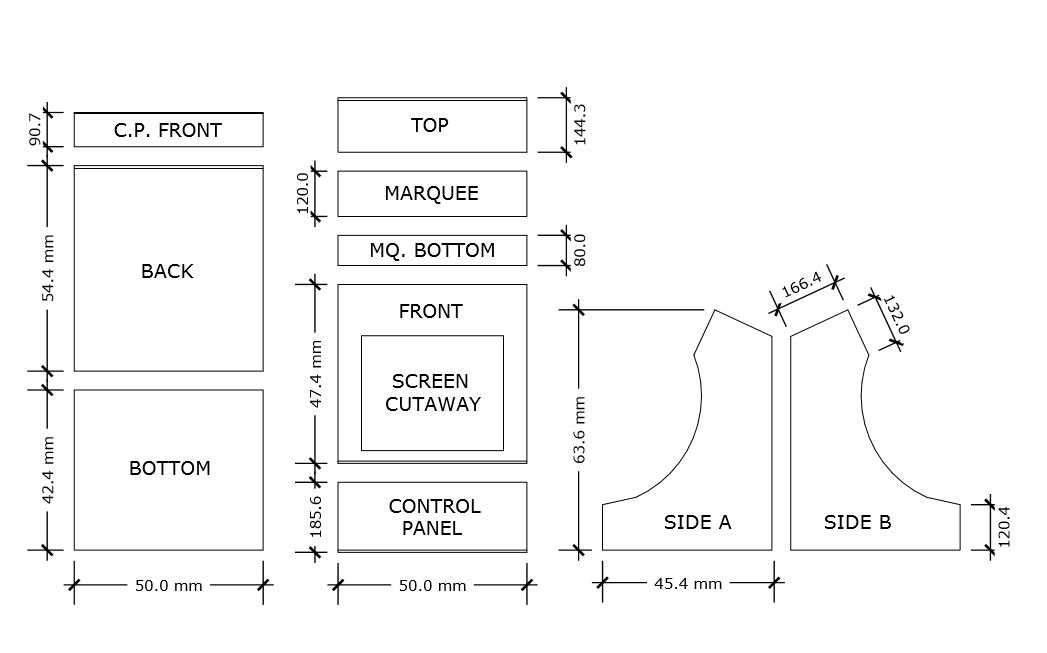 C.P. FRONT
90.7
BACK
54.4 mm
BOTTOM
42.4 mm
50.0 mm
TOP
144.3
MARQUEE
120.0
MQ. BOTTOM
80.0
FRONT
SCREEN
CUTAWAY
47.4 mm
CONTROL
PANEL
185.6
50.0 mm
63.6 mm
SIDE A
45.4 mm
166.4
132.0
SIDE B
120.4